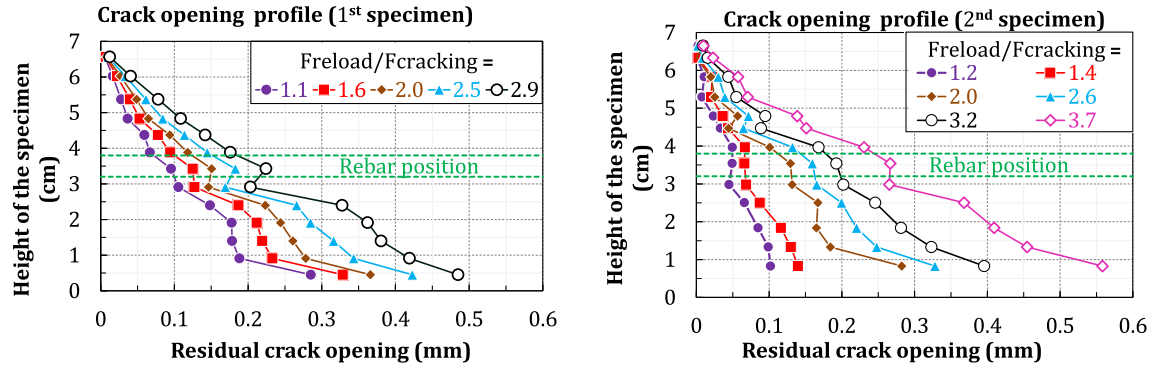 Crack opening profile (1st specimen)
Freload/Fcracking =
1.1 1.6 2.0 2.5 2.9
Rebar position
7
6
5
4
3
2
1
0
0 0.1 0.2 0.3 0.4 0.5 0.6
Height of the specimen
(cm)
Residual crack opening (mm)
Crack opening profile (2nd specimen)
Freload/Fcracking =
1.2 1.4
2.0 2.6
3.2 3.7
Rebar position
7
6
5
4
3
2
1
0
0 0.1 0.2 0.3 0.4 0.5 0.6
Height of the specimen
(cm)
Residual crack opening (mm)